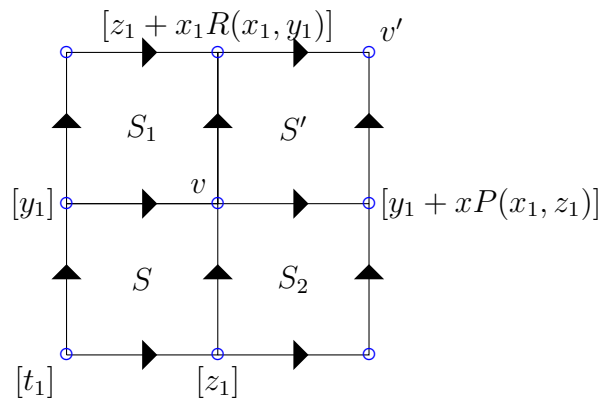 [z₁ + x₁R(x₁, y₁)] v′
S₁ S′
[y₁] v [y₁ + xP(x₁, z₁)]
S S₂
[t₁] [z₁]